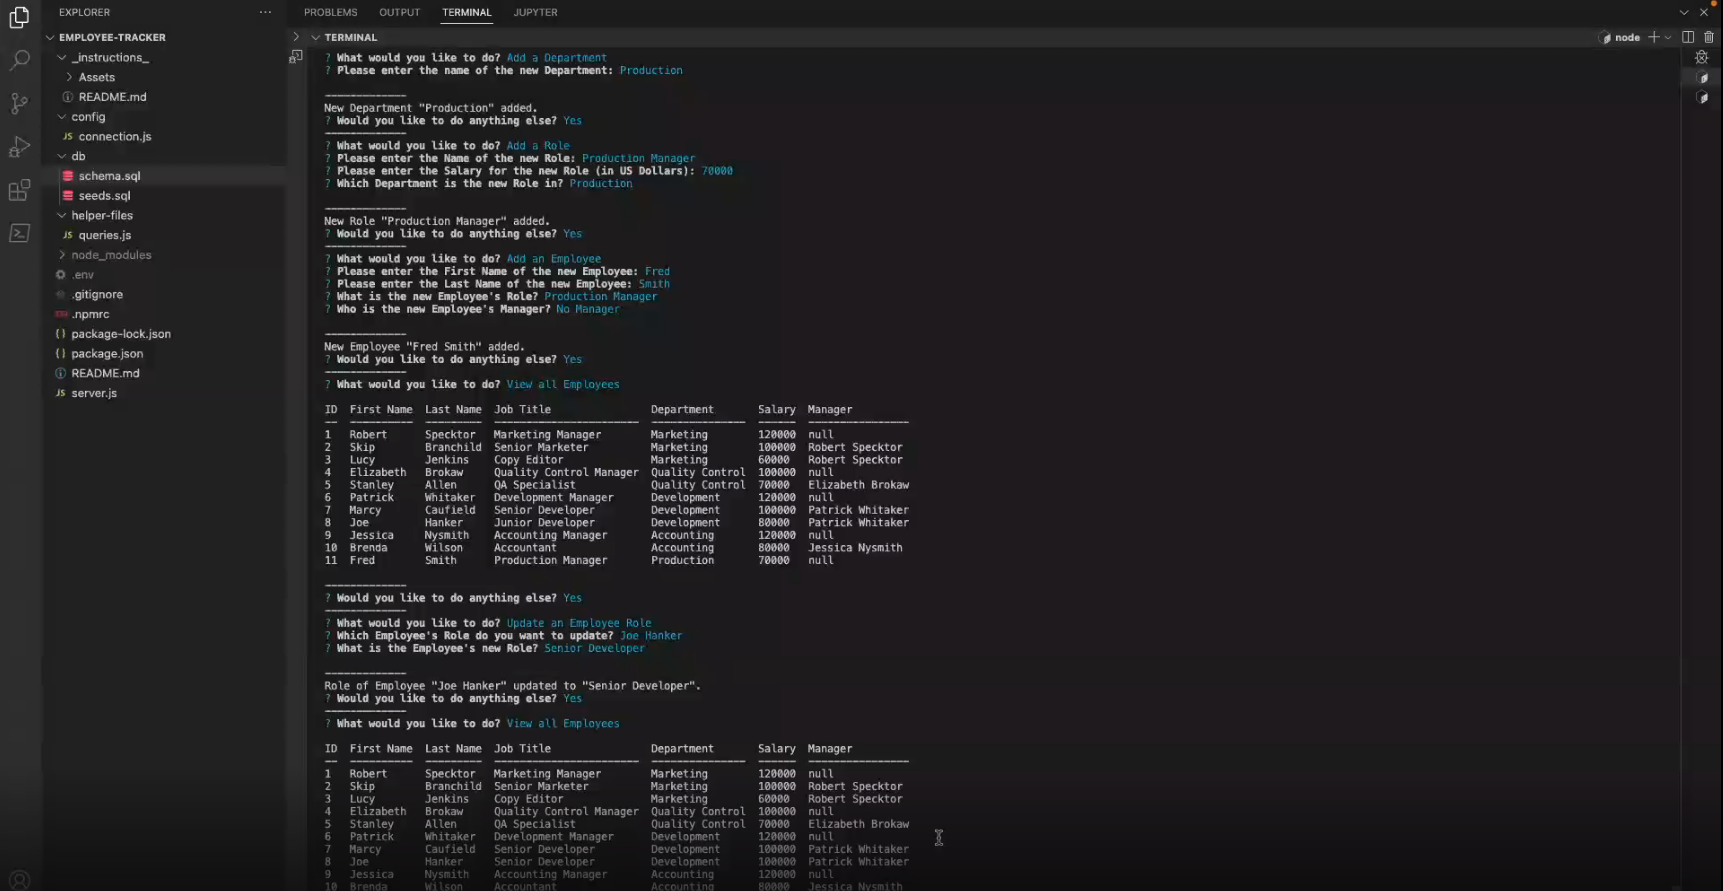 EXPLORER
EMPLOYEE-TRACKER
_instructions_
Assets
README.md
config
JS connection.js
db
schema.sql
seeds.sql
helper-files
JS queries.js
node_modules
.env
.gitignore
.npmrc
package-lock.json
package.json
README.md
JS server.js
PROBLEMS OUTPUT TERMINAL JUPYTER
TERMINAL
node
? What would you like to do? Add a Department
? Please enter the name of the new Department: Production
-------------
New Department "Production" added.
? Would you like to do anything else? Yes
-------------
? What would you like to do? Add a Role
? Please enter the Name of the new Role: Production Manager
? Please enter the Salary for the new Role (in US Dollars): 70000
? Which Department is the new Role in? Production
-------------
New Role "Production Manager" added.
? Would you like to do anything else? Yes
-------------
? What would you like to do? Add an Employee
? Please enter the First Name of the new Employee: Fred
? Please enter the Last Name of the new Employee: Smith
? What is the new Employee's Role? Production Manager
? Who is the new Employee's Manager? No Manager
-------------
New Employee "Fred Smith" added.
? Would you like to do anything else? Yes
-------------
? What would you like to do? View all Employees
ID First Name Last Name Job Title Department Salary Manager
-- ---------- --------- ----------------------- --------------- ------ ----------------
1 Robert Specktor Marketing Manager Marketing 120000 null
2 Skip Branchild Senior Marketer Marketing 100000 Robert Specktor
3 Lucy Jenkins Copy Editor Marketing 60000 Robert Specktor
4 Elizabeth Brokaw Quality Control Manager Quality Control 100000 null
5 Stanley Allen QA Specialist Quality Control 70000 Elizabeth Brokaw
6 Patrick Whitaker Development Manager Development 120000 null
7 Marcy Caufield Senior Developer Development 100000 Patrick Whitaker
8 Joe Hanker Junior Developer Development 80000 Patrick Whitaker
9 Jessica Nysmith Accounting Manager Accounting 120000 null
10 Brenda Wilson Accountant Accounting 80000 Jessica Nysmith
11 Fred Smith Production Manager Production 70000 null
-------------
? Would you like to do anything else? Yes
-------------
? What would you like to do? Update an Employee Role
? Which Employee's Role do you want to update? Joe Hanker
? What is the Employee's new Role? Senior Developer
-------------
Role of Employee "Joe Hanker" updated to "Senior Developer".
? Would you like to do anything else? Yes
-------------
? What would you like to do? View all Employees
ID First Name Last Name Job Title Department Salary Manager
-- ---------- --------- ----------------------- --------------- ------ ----------------
1 Robert Specktor Marketing Manager Marketing 120000 null
2 Skip Branchild Senior Marketer Marketing 100000 Robert Specktor
3 Lucy Jenkins Copy Editor Marketing 60000 Robert Specktor
4 Elizabeth Brokaw Quality Control Manager Quality Control 100000 null
5 Stanley Allen QA Specialist Quality Control 70000 Elizabeth Brokaw
6 Patrick Whitaker Development Manager Development 120000 null
7 Marcy Caufield Senior Developer Development 100000 Patrick Whitaker
8 Joe Hanker Senior Developer Development 100000 Patrick Whitaker
9 Jessica Nysmith Accounting Manager Accounting 120000 null
10 Brenda Wilson Accountant Accounting 80000 Jessica Nysmith